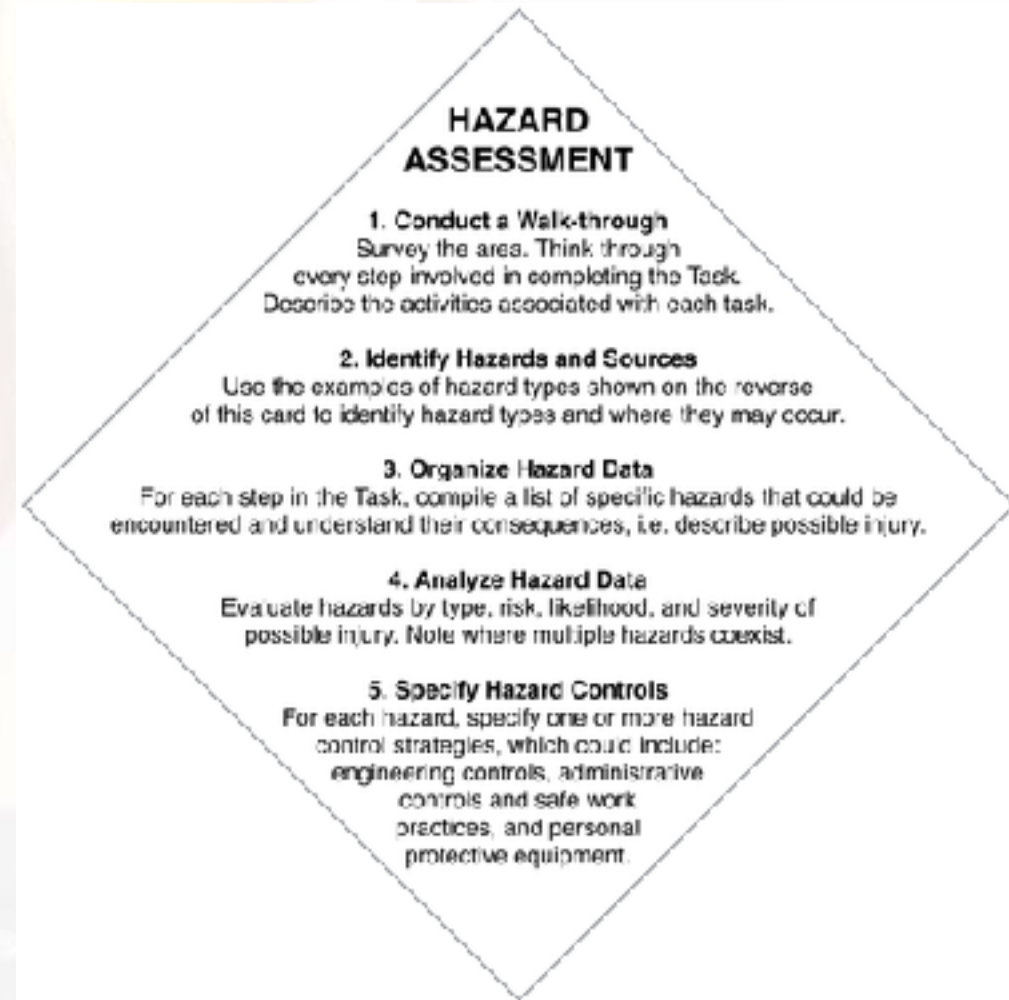 HAZARD
ASSESSMENT
1. Conduct a Walk-through
Survey the area. Think through
every step involved in completing the Task.
Describe the activities associated with each task.
2. Identify Hazards and Sources
Use the examples of hazard types shown on the reverse
of this card to identify hazard types and where they may occur.
3. Organize Hazard Data
For each step in the Task, compile a list of specific hazards that could be
encountered and understand their consequences, i.e. describe possible injury.
4. Analyze Hazard Data
Evaluate hazards by type, risk, likelihood, and severity of
possible injury. Note where multiple hazards coexist.
5. Specify Hazard Controls
For each hazard, specify one or more hazard
control strategies, which could include:
engineering controls, administrative
controls and safe work
practices, and personal
protective equipment.